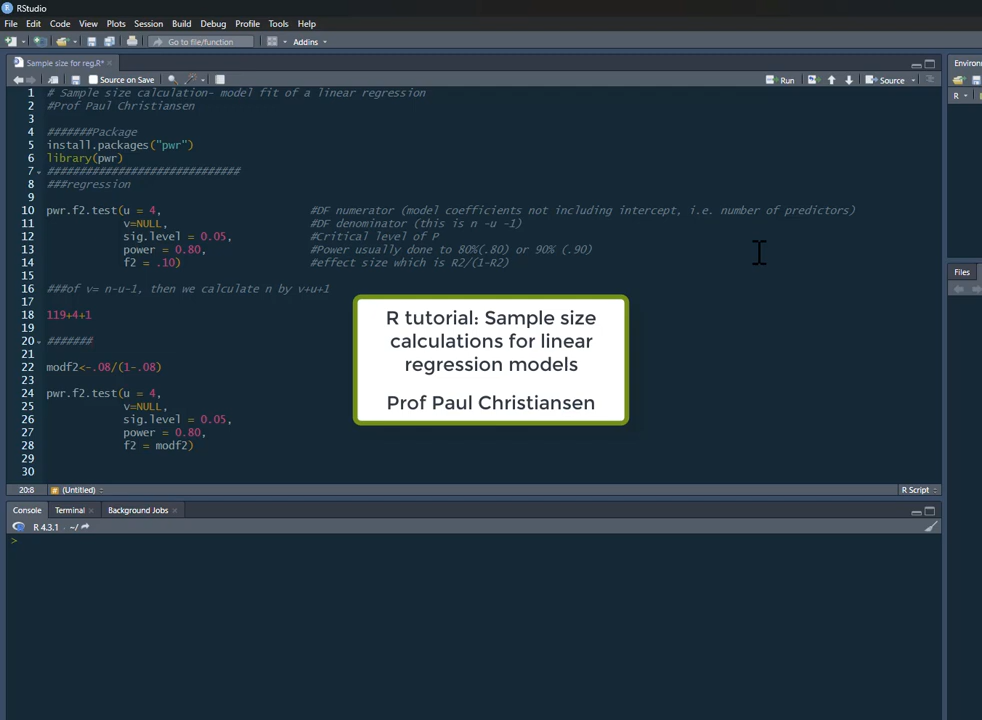 RStudio
File Edit Code View Plots Session Build Debug Profile Tools Help
Go to file/function Addins
Sample size for reg.R* Environ
Source on Save Run Source
R
1 # Sample size calculation- model fit of a linear regression
2 #Prof Paul Christiansen
3
4 #######Package
5 install.packages("pwr")
6 library(pwr)
7 ##############################
8 ###regression
9
10 pwr.f2.test(u = 4, #DF numerator (model coefficients not including intercept, i.e. number of predictors)
11 v=NULL, #DF denominator (this is n -u -1)
12 sig.level = 0.05, #Critical level of P
13 power = 0.80, #Power usually done to 80%(.80) or 90% (.90)
14 f2 = .10) #effect size which is R2/(1-R2)
15
16 ###of v= n-u-1, then we calculate n by v+u+1
17
18 119+4+1
19
20 #######
21
22 modf2<-.08/(1-.08)
23
24 pwr.f2.test(u = 4,
25 v=NULL,
26 sig.level = 0.05,
27 power = 0.80,
28 f2 = modf2)
29
30
Files
R tutorial: Sample size
calculations for linear
regression models
Prof Paul Christiansen
20:8 # (Untitled) R Script
Console Terminal Background Jobs
R 4.3.1 · ~/
>